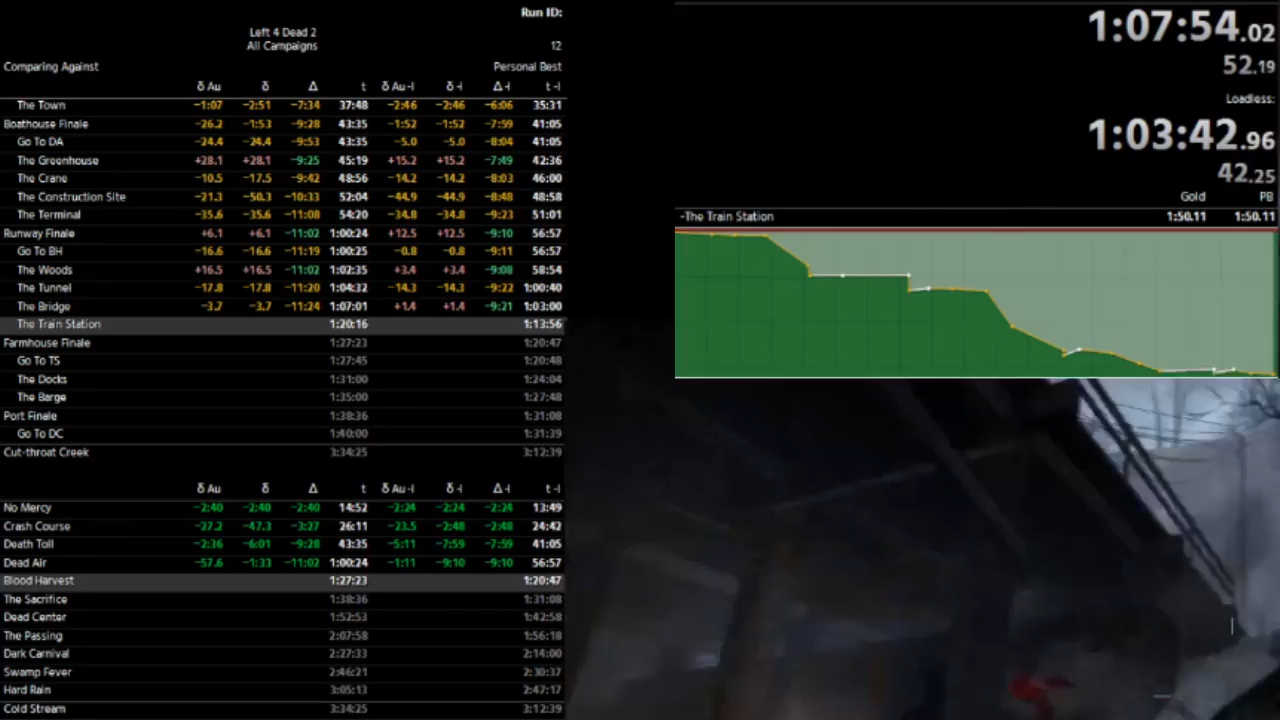 Run ID:
Left 4 Dead 2
All Campaigns 12
Comparing Against Personal Best
δ Au δ Δ t δ Au -I δ -I Δ -I t -I
The Town −1:07 −2:51 −7:34 37:48 −2:46 −2:46 −6:06 35:31
Boathouse Finale −26.2 −1:53 −9:28 43:35 −1:52 −1:52 −7:59 41:05
Go To DA −24.4 −24.4 −9:53 43:35 −5.0 −5.0 −8:04 41:05
The Greenhouse +28.1 +28.1 −9:25 45:19 +15.2 +15.2 −7:49 42:36
The Crane −10.5 −17.5 −9:42 48:56 −14.2 −14.2 −8:03 46:00
The Construction Site −21.3 −50.3 −10:33 52:04 −44.9 −44.9 −8:48 48:58
The Terminal −35.6 −35.6 −11:08 54:20 −34.8 −34.8 −9:23 51:01
Runway Finale +6.1 +6.1 −11:02 1:00:24 +12.5 +12.5 −9:10 56:57
Go To BH −16.6 −16.6 −11:19 1:00:25 −0.8 −0.8 −9:11 56:57
The Woods +16.5 +16.5 −11:02 1:02:35 +3.4 +3.4 −9:08 58:54
The Tunnel −17.8 −17.8 −11:20 1:04:32 −14.3 −14.3 −9:22 1:00:40
The Bridge −3.7 −3.7 −11:24 1:07:01 +1.4 +1.4 −9:21 1:03:00
The Train Station 1:20:16 1:13:56
Farmhouse Finale 1:27:23 1:20:47
Go To TS 1:27:45 1:20:48
The Docks 1:31:00 1:24:04
The Barge 1:35:00 1:27:48
Port Finale 1:38:36 1:31:08
Go To DC 1:40:00 1:31:39
Cut-throat Creek 3:34:25 3:12:39
δ Au δ Δ t δ Au -I δ -I Δ -I t -I
No Mercy −2:40 −2:40 −2:40 14:52 −2:24 −2:24 −2:24 13:49
Crash Course −27.2 −47.3 −3:27 26:11 −23.5 −2:48 −2:48 24:42
Death Toll −2:36 −6:01 −9:28 43:35 −5:11 −7:59 −7:59 41:05
Dead Air −57.6 −1:33 −11:02 1:00:24 −1:11 −9:10 −9:10 56:57
Blood Harvest 1:27:23 1:20:47
The Sacrifice 1:38:36 1:31:08
Dead Center 1:52:53 1:42:58
The Passing 2:07:58 1:56:18
Dark Carnival 2:27:33 2:14:00
Swamp Fever 2:46:21 2:30:37
Hard Rain 3:05:13 2:47:17
Cold Stream 3:34:25 3:12:39
1:07:54.02
52.19
Loadless:
1:03:42.96
42.25
Gold PB
-The Train Station 1:50.11 1:50.11